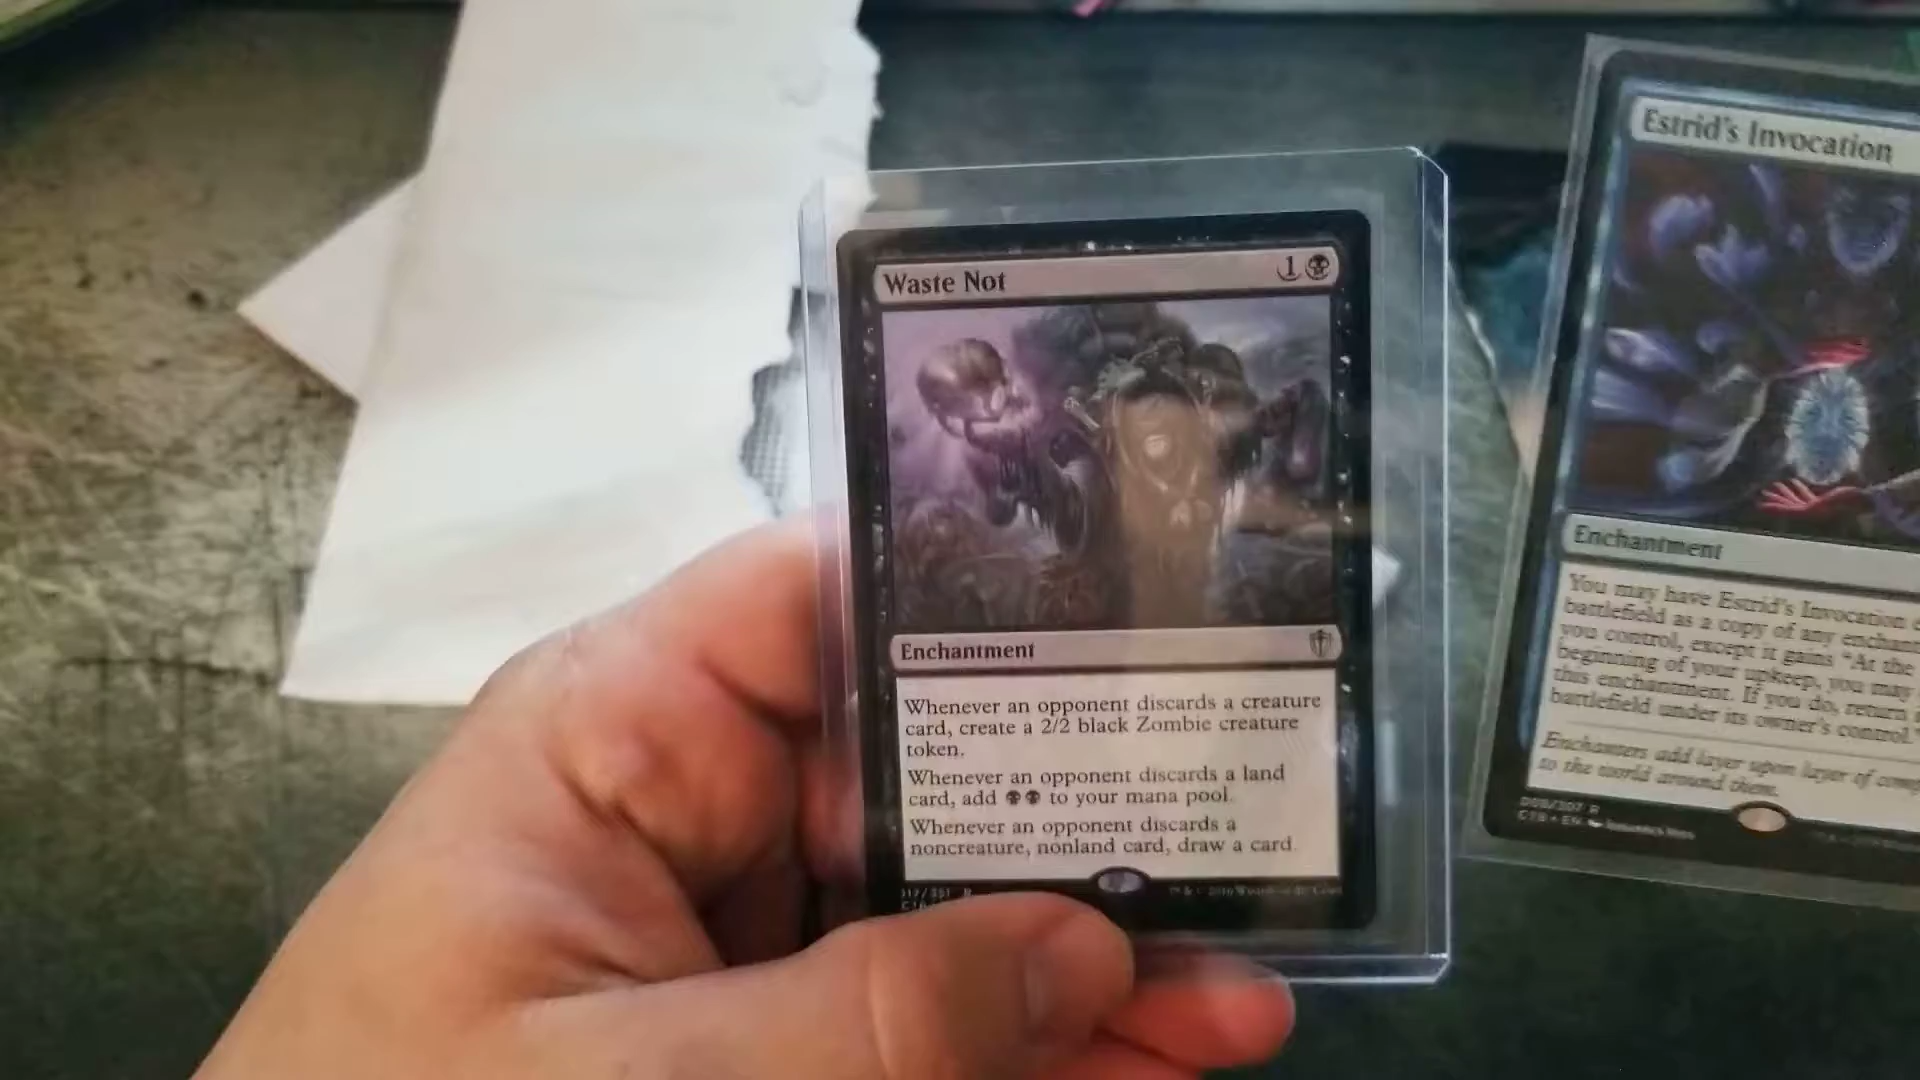 Waste Not
1
Enchantment
Whenever an opponent discards a creature
card, create a 2/2 black Zombie creature
token.
Whenever an opponent discards a land
card, add to your mana pool.
Whenever an opponent discards a
noncreature, nonland card, draw a card.
Estrid's Invocation
Enchantment
You may have Estrid's Invocation
battlefield as a copy of any
you control, except it gains "At the
beginning of your upkeep, you may
this enchantment. If you do, return
battlefield under its owner's control."
Enchanters add layer upon layer of
to the world around them.